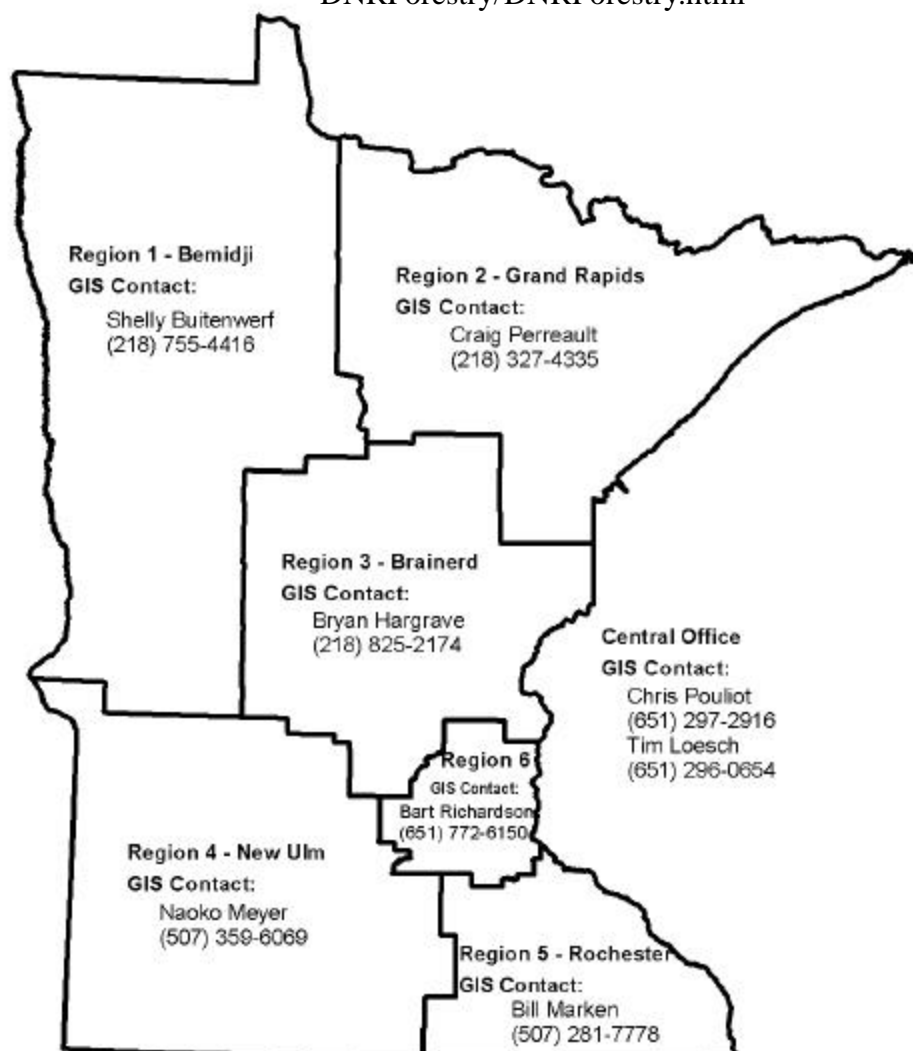 DNRForestry/DNRForestry.html
Region 1 - Bemidji
GIS Contact:
Shelly Buitenwerf
(218) 755-4416
Region 2 - Grand Rapids
GIS Contact:
Craig Perreault
(218) 327-4335
Region 3 - Brainerd
GIS Contact:
Bryan Hargrave
(218) 825-2174
Central Office
GIS Contact:
Chris Pouliot
(651) 297-2916
Tim Loesch
(651) 296-0654
Region 6
GIS Contact:
Bart Richardson
(651) 772-6150
Region 4 - New Ulm
GIS Contact:
Naoko Meyer
(507) 359-6069
Region 5 - Rochester
GIS Contact:
Bill Marken
(507) 281-7778